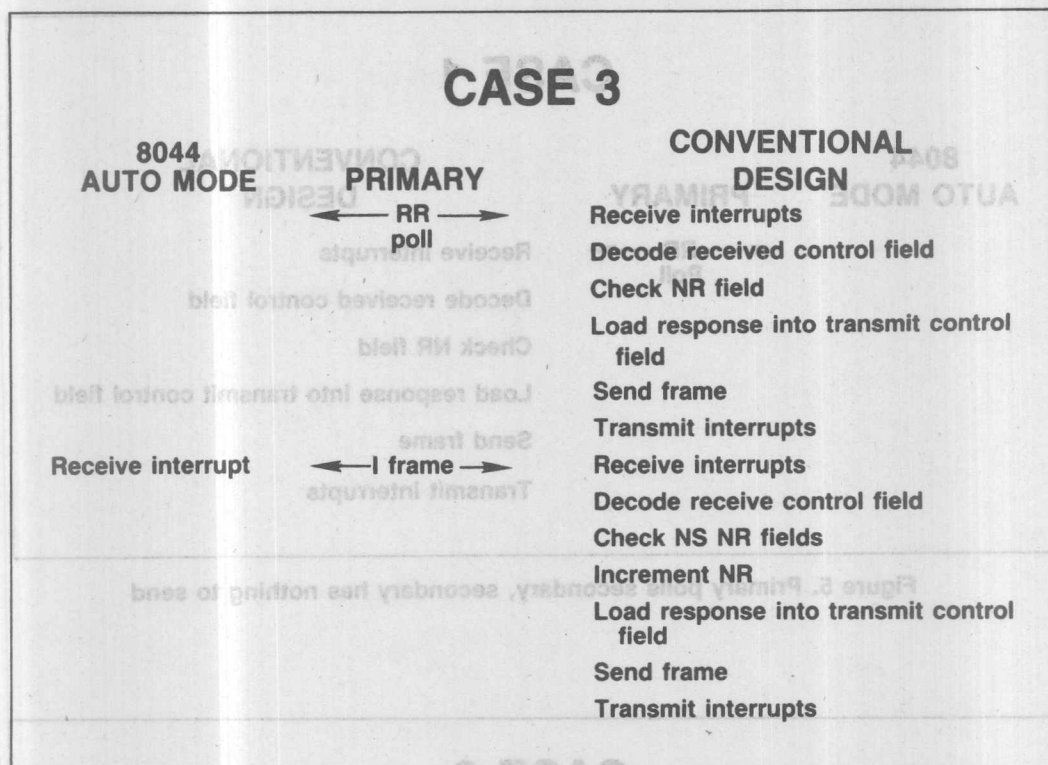 CASE 3
8044
AUTO MODE
PRIMARY
CONVENTIONAL
DESIGN
RR
poll
Receive interrupts
Decode received control field
Check NR field
Load response into transmit control
field
Send frame
Transmit interrupts
Receive interrupt
I frame
Receive interrupts
Decode receive control field
Check NS NR fields
Increment NR
Load response into transmit control
field
Send frame
Transmit interrupts